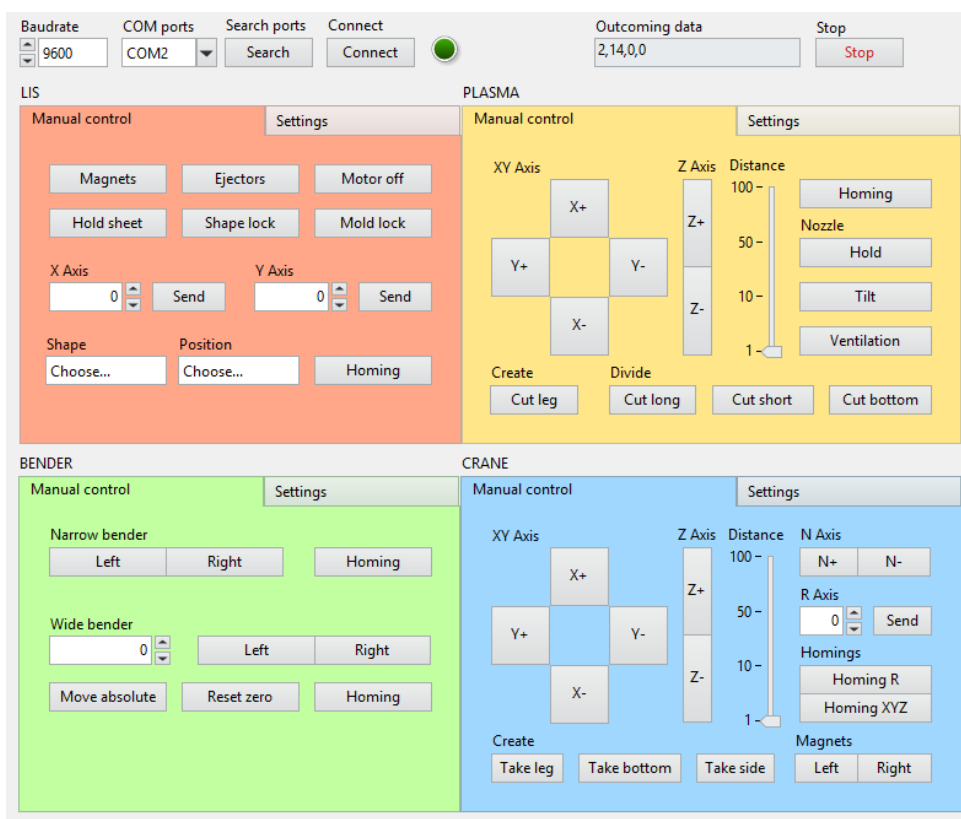 Baudrate COM ports Search ports Connect Outcoming data Stop
9600 COM2 Search Connect 2,14,0,0 Stop
LIS
Manual control Settings
Magnets Ejectors Motor off
Hold sheet Shape lock Mold lock
X Axis Y Axis
0 Send 0 Send
Shape Position
Choose... Choose... Homing
PLASMA
Manual control Settings
XY Axis Z Axis Distance
100 Homing
X+ Z+ Nozzle
50 Hold
Y+ Y-
10 Tilt
X- Z-
1 Ventilation
Create Divide
Cut leg Cut long Cut short Cut bottom
BENDER
Manual control Settings
Narrow bender
Left Right Homing
Wide bender
0 Left Right
Move absolute Reset zero Homing
CRANE
Manual control Settings
XY Axis Z Axis Distance N Axis
100 N+ N-
X+ Z+ R Axis
50 0 Send
Y+ Y- Homings
10 Homing R
X- Z- Homing XYZ
1
Create Magnets
Take leg Take bottom Take side Left Right